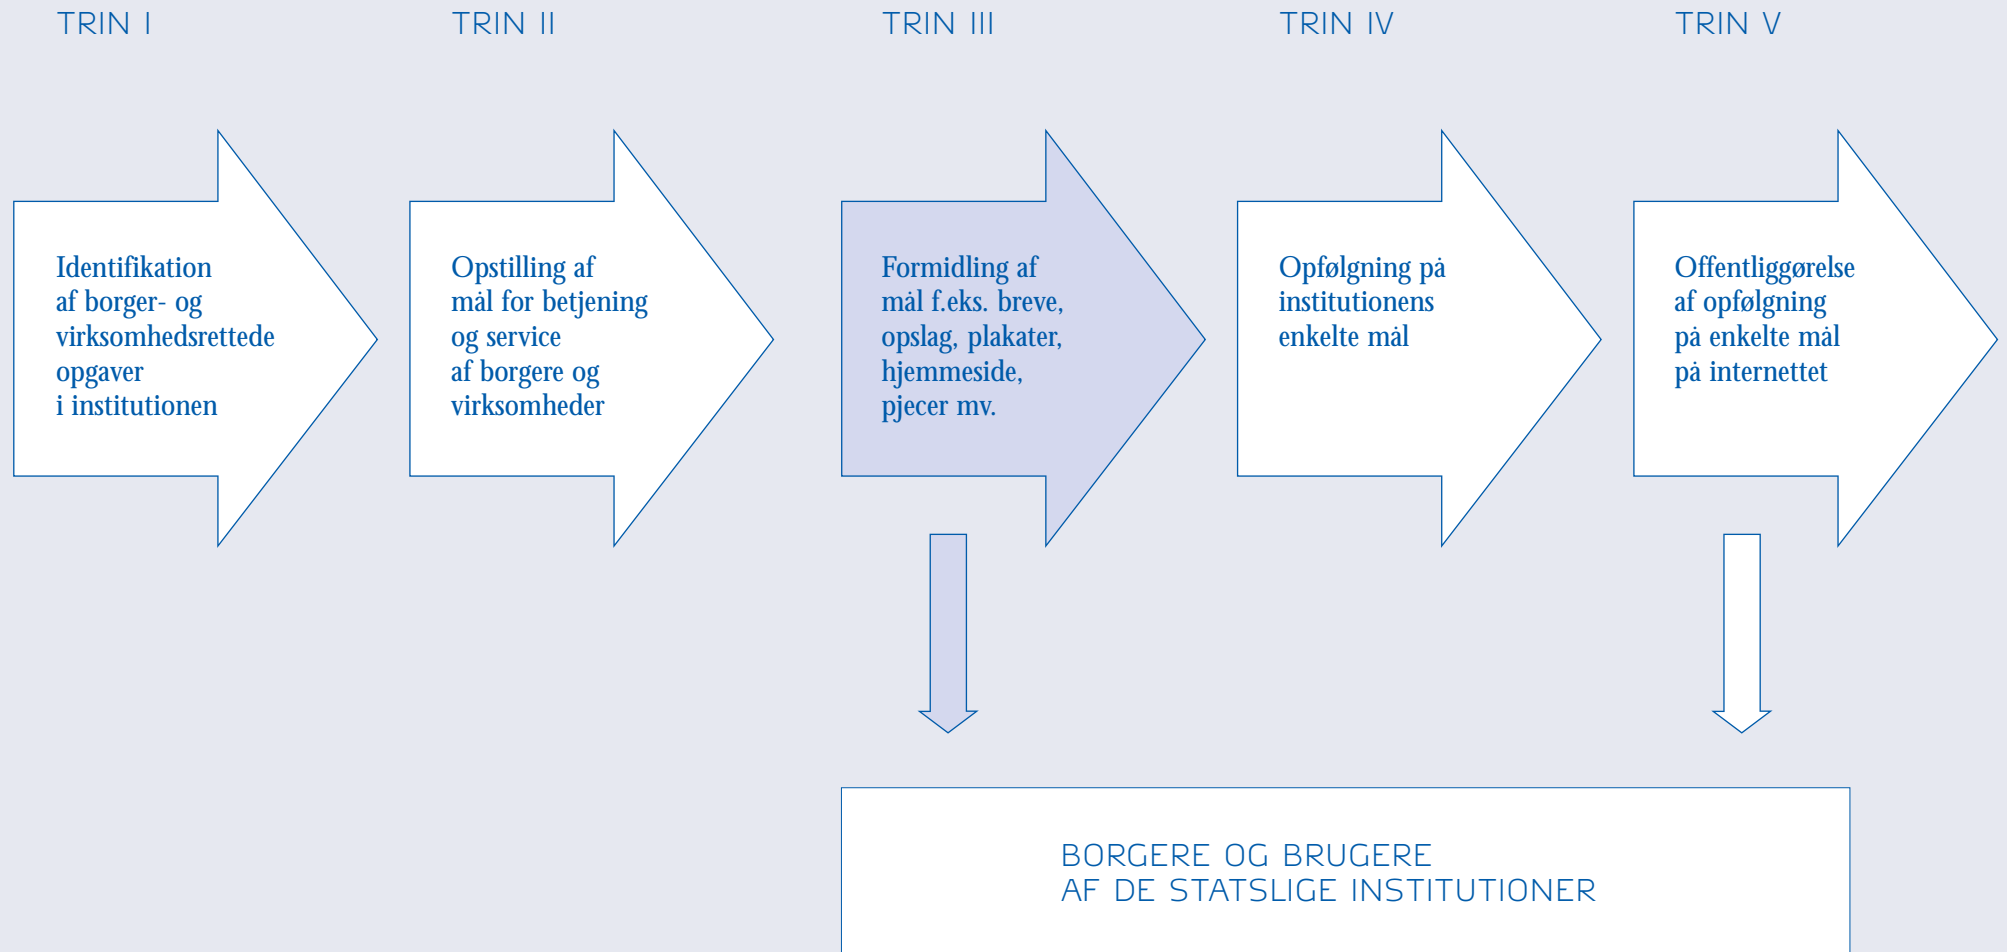 TRIN I
TRIN II
TRIN III
TRIN IV
TRIN V
Identifikation
af borger- og
virksomhedsrettede
opgaver
i institutionen
Opstilling af
mål for betjening
og service
af borgere og
virksomheder
Formidling af
mål f.eks. breve,
opslag, plakater,
hjemmeside,
pjecer mv.
Opfølgning på
institutionens
enkelte mål
Offentliggørelse
af opfølgning
på enkelte mål
på internettet
BORGERE OG BRUGERE
AF DE STATSLIGE INSTITUTIONER